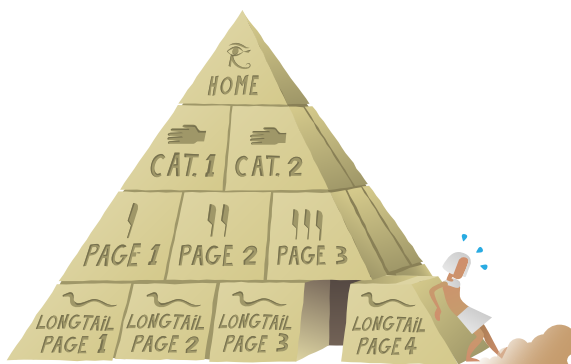 HOME
CAT. 1
CAT. 2
PAGE 1
PAGE 2
PAGE 3
LONGTAIL
PAGE 1
LONGTAIL
PAGE 2
LONGTAIL
PAGE 3
LONGTAIL
PAGE 4